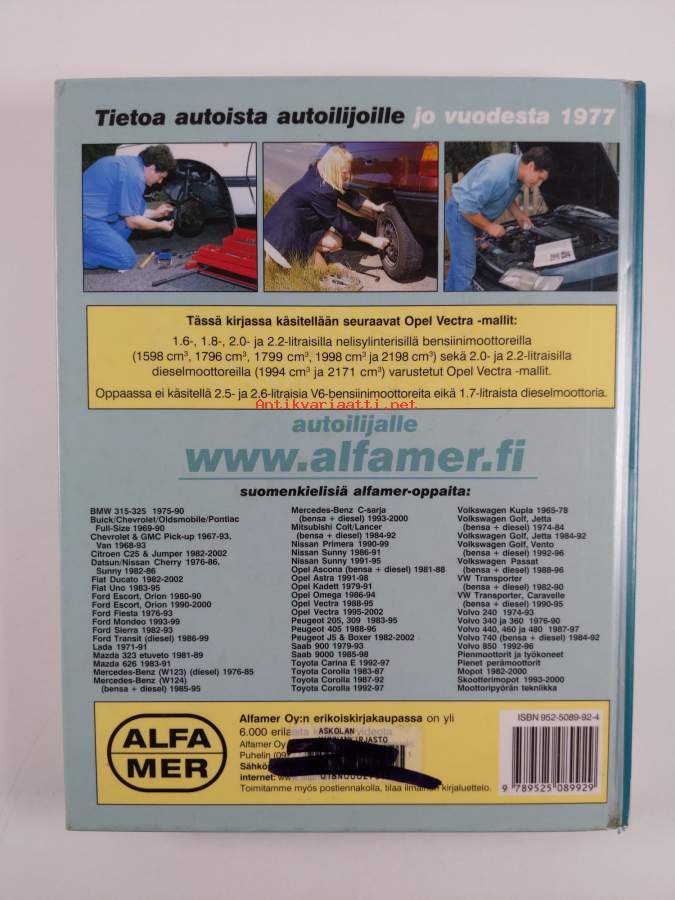 Tietoa autoista autoilijoille jo vuodesta 1977
Tässä kirjassa käsitellään seuraavat Opel Vectra -mallit:
1.6-, 1.8-, 2.0- ja 2.2-litraisilla nelisylinterisillä bensiinimoottoreilla
(1598 cm³, 1796 cm³, 1799 cm³, 1998 cm³ ja 2198 cm³) sekä 2.0- ja 2.2-litraisilla
dieselmoottoreilla (1994 cm³ ja 2171 cm³) varustetut Opel Vectra -mallit.
Oppaassa ei käsitellä 2.5- ja 2.6-litraisia V6-bensiinimoottoreita eikä 1.7-litraista dieselmoottoria.
Antikvariaatti.net
autoilijalle
www.alfamer.fi
suomenkielisiä alfamer-oppaita:
BMW 315-325 1975-90
Buick/Chevrolet/Oldsmobile/Pontiac
Full-Size 1969-90
Chevrolet & GMC Pick-up 1967-93,
Van 1968-93
Citroen C25 & Jumper 1982-2002
Datsun/Nissan Cherry 1976-86,
Sunny 1982-86
Fiat Ducato 1982-2002
Fiat Uno 1983-95
Ford Escort, Orion 1980-90
Ford Escort, Orion 1990-2000
Ford Fiesta 1976-93
Ford Mondeo 1993-99
Ford Sierra 1982-93
Ford Transit (diesel) 1986-99
Lada 1971-91
Mazda 323 etuveto 1981-89
Mazda 626 1983-91
Mercedes-Benz (W123) (diesel) 1976-85
Mercedes-Benz (W124)
(bensa + diesel) 1985-95
Mercedes-Benz C-sarja
(bensa + diesel) 1993-2000
Mitsubishi Colt/Lancer
(bensa + diesel) 1984-92
Nissan Primera 1990-99
Nissan Sunny 1986-91
Nissan Sunny 1991-95
Opel Ascona (bensa + diesel) 1981-88
Opel Astra 1991-98
Opel Kadett 1979-91
Opel Omega 1986-94
Opel Vectra 1988-95
Opel Vectra 1995-2002
Peugeot 205, 309 1983-95
Peugeot 405 1988-96
Peugeot J5 & Boxer 1982-2002
Saab 900 1979-93
Saab 9000 1985-98
Toyota Carina E 1992-97
Toyota Corolla 1983-87
Toyota Corolla 1987-92
Toyota Corolla 1992-97
Volkswagen Kupla 1965-78
Volkswagen Golf, Jetta
(bensa + diesel) 1974-84
Volkswagen Golf, Jetta 1984-92
Volkswagen Golf, Vento
(bensa + diesel) 1992-96
Volkswagen Passat
(bensa + diesel) 1988-96
VW Transporter
(bensa + diesel) 1982-90
VW Transporter, Caravelle
(bensa + diesel) 1990-95
Volvo 240 1974-93
Volvo 340 ja 360 1976-90
Volvo 440, 460 ja 480 1987-97
Volvo 740 (bensa + diesel) 1984-92
Volvo 850 1992-96
Pienmoottorit ja työkoneet
Pienet perämoottorit
Mopot 1982-2000
Skootterimopot 1993-2000
Moottoripyörän tekniikka
ALFA
MER
Alfamer Oy:n erikoiskirjakaupassa on yli
6.000
ASKOLAN
Alfamer Oy
Puhelin
internet:
Toimitamme myös postiennakolla, tilaa ilmainen kirjaluettelo.
ISBN 952-5089-92-4
9 789525 089929